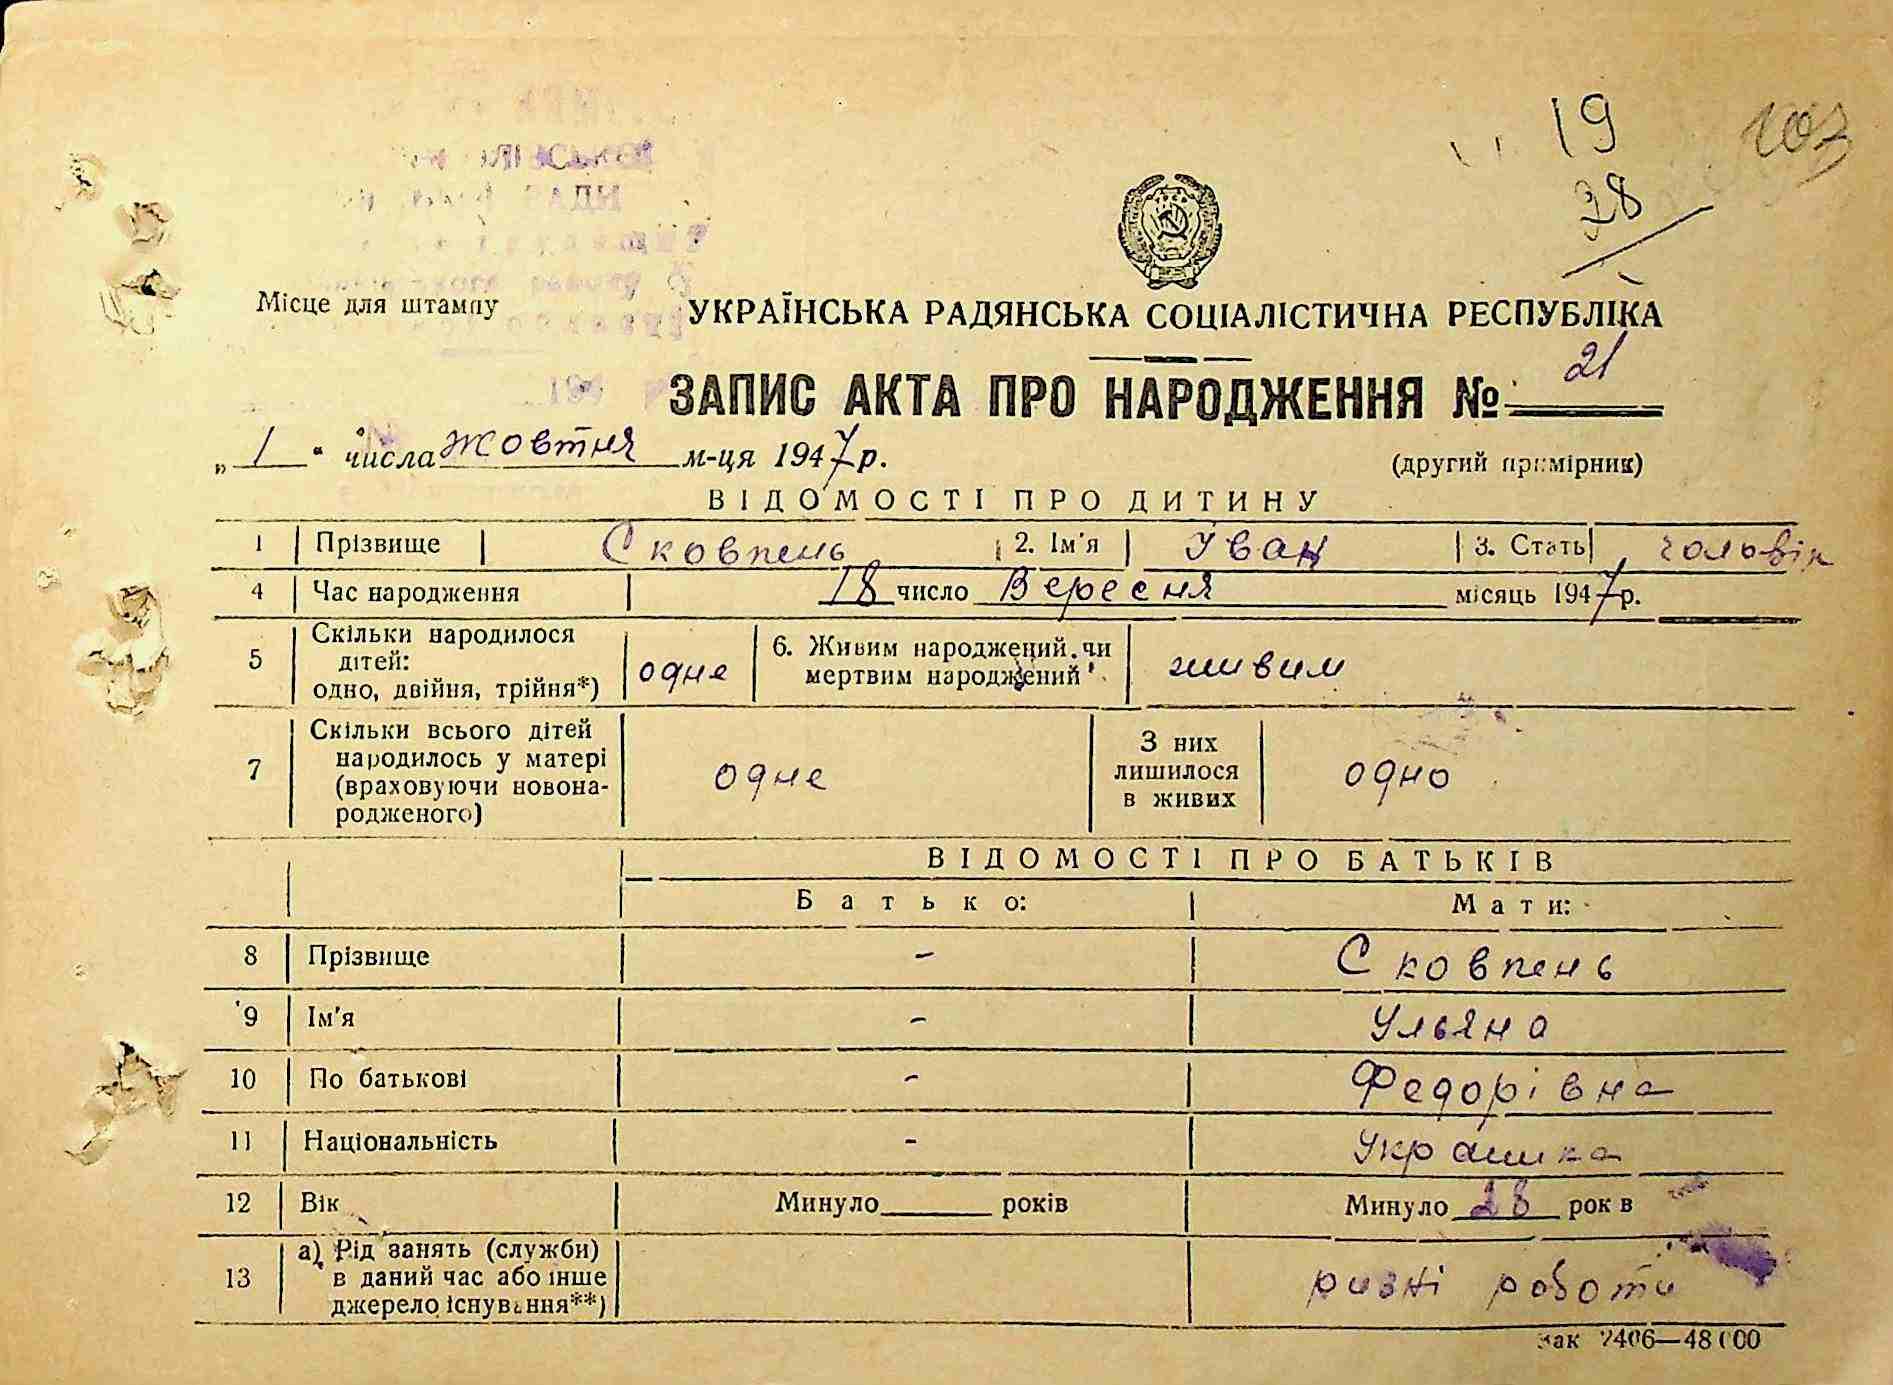 19
28
103
Місце для штампу
УКРАЇНСЬКА РАДЯНСЬКА СОЦІАЛІСТИЧНА РЕСПУБЛІКА
ЗАПИС АКТА ПРО НАРОДЖЕННЯ № 21
„ 1 “ числа жовтня м-ця 1947 р.
(другий примірник)
ВІДОМОСТІ ПРО ДИТИНУ
1 Прізвище Сковпень 2. Ім'я Іван 3. Стать чоловік
4 Час народження 18 число Вересня місяць 1947 р.
5 Скільки народилося дітей: одно, двійня, трійня*) одне 6. Живим народжений чи мертвим народжений живим
7 Скільки всього дітей народилось у матері (враховуючи новонародженого) одне З них лишилося в живих одно
ВІДОМОСТІ ПРО БАТЬКІВ
Батько: Мати:
8 Прізвище - Сковпень
9 Ім'я - Ульяна
10 По батькові - Федорівна
11 Національність - Українка
12 Вік Минуло років Минуло 28 рок в
13 а) Рід занять (служби) в даний час або інше джерело існування**) ризні роботи
зак 2406—48000